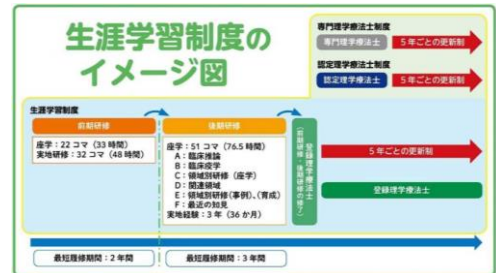 生涯学習制度の
イメージ図
専門理学療法士制度
専門理学療法士
5年ごとの更新制
認定理学療法士制度
認定理学療法士
5年ごとの更新制
生涯学習制度
前期研修
座学：22コマ（33時間）
実地研修：32コマ（48時間）
後期研修
座学：51コマ（76.5時間）
A：臨床推論
B：臨床疫学
C：領域別研修（座学）
D：関連領域
E：領域別研修（事例）、（育成）
F：最近の知見
実地経験：3年（36か月）
登録理学療法士
（前期研修・後期研修の修了）
5年ごとの更新制
登録理学療法士
最短履修期間：2年間
最短履修期間：3年間